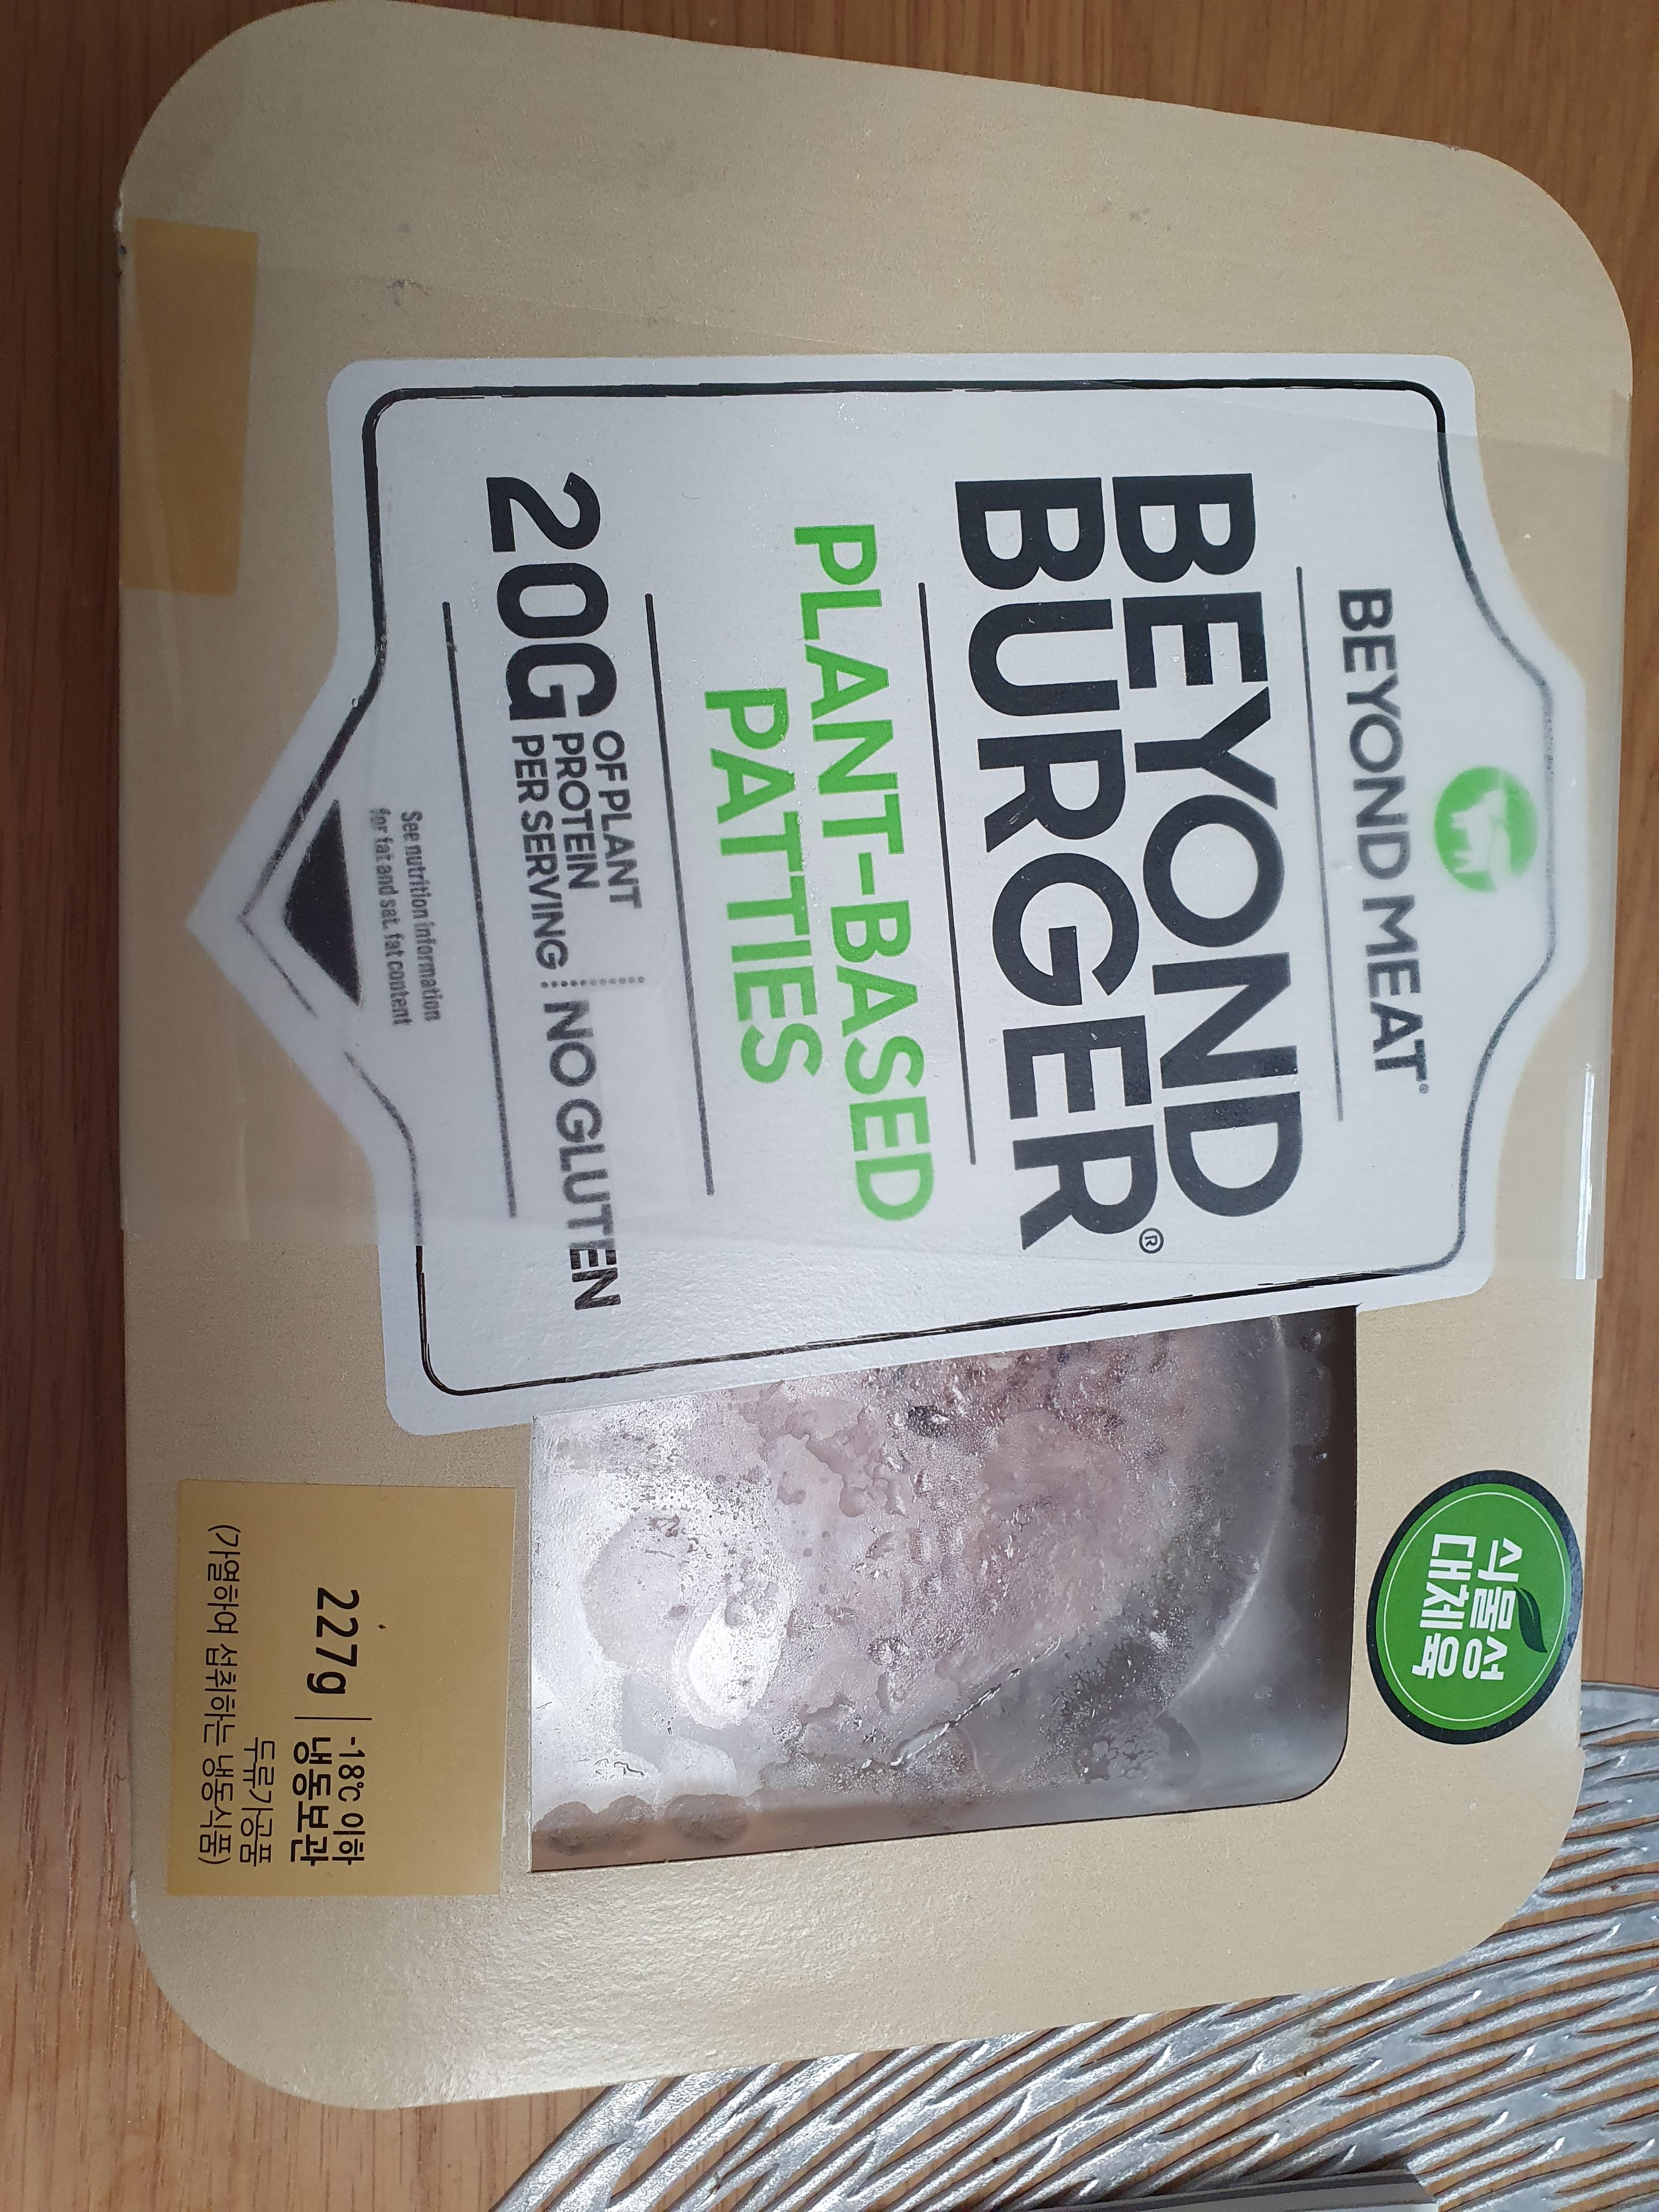 BEYOND MEAT®
BEYOND
BURGER®
PLANT-BASED
PATTIES
20G OF PLANT
PROTEIN
PER SERVING
NO GLUTEN
See nutrition information
for fat and sat. fat content
식물성
대체육
227g | -18℃ 이하
냉동보관
두류가공품
(가열하여 섭취하는 냉동식품)